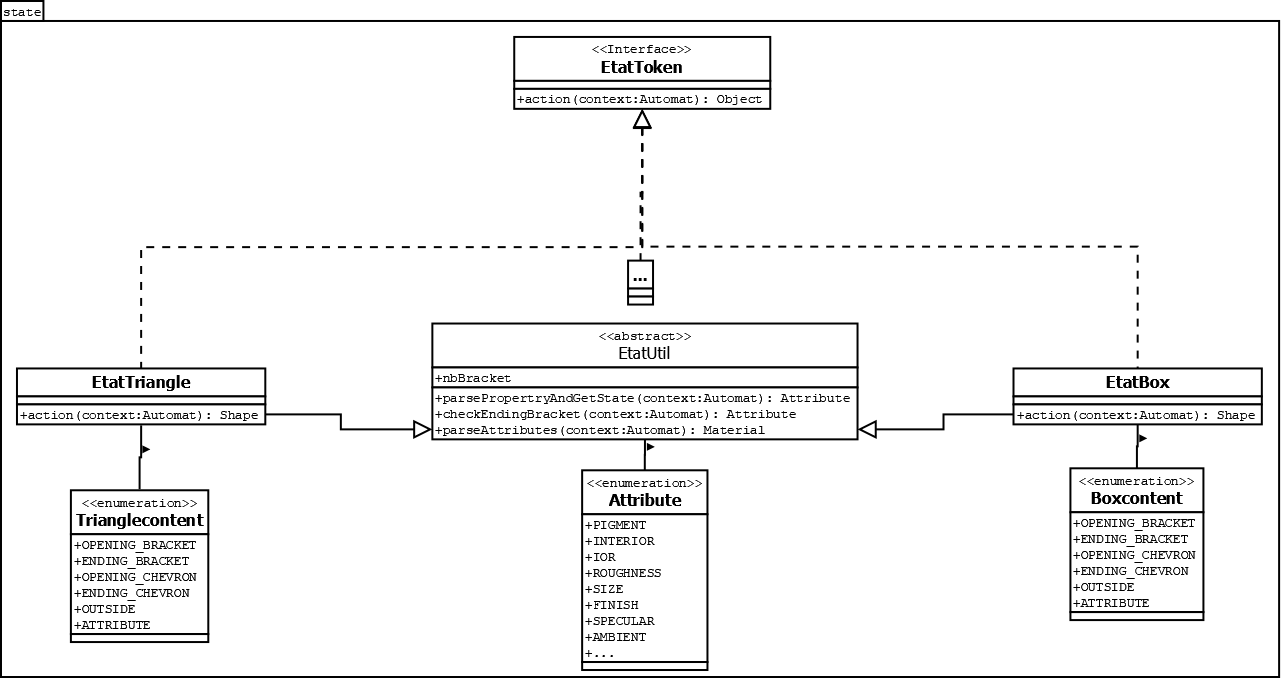 state
<<Interface>>
EtatToken
+action(context:Automat): Object
...
<<abstract>>
EtatUtil
+nbBracket
+parsePropertryAndGetState(context:Automat): Attribute
+checkEndingBracket(context:Automat): Attribute
+parseAttributes(context:Automat): Material
EtatTriangle
+action(context:Automat): Shape
EtatBox
+action(context:Automat): Shape
<<enumeration>>
Trianglecontent
+OPENING_BRACKET
+ENDING_BRACKET
+OPENING_CHEVRON
+ENDING_CHEVRON
+OUTSIDE
+ATTRIBUTE
<<enumeration>>
Attribute
+PIGMENT
+INTERIOR
+IOR
+ROUGHNESS
+SIZE
+FINISH
+SPECULAR
+AMBIENT
+...
<<enumeration>>
Boxcontent
+OPENING_BRACKET
+ENDING_BRACKET
+OPENING_CHEVRON
+ENDING_CHEVRON
+OUTSIDE
+ATTRIBUTE